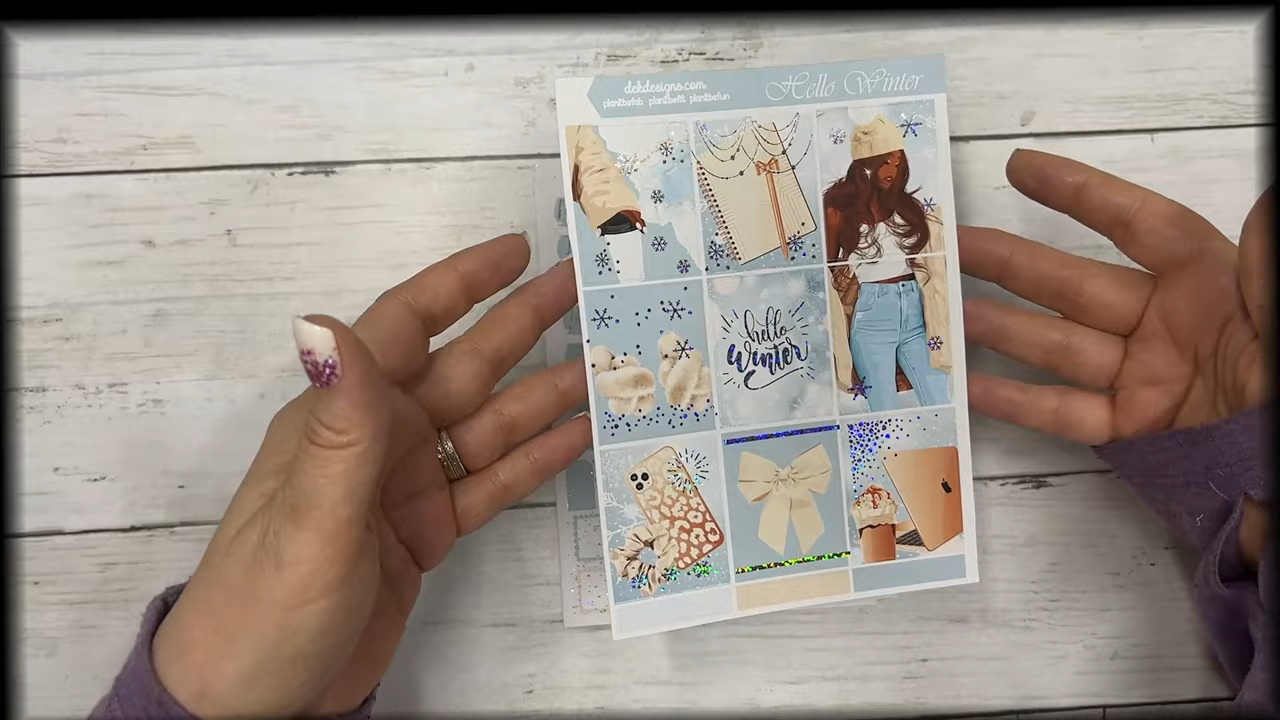 dekdesigns.com
planitbefab planitbefit planitbefun
Hello Winter
hello
winter